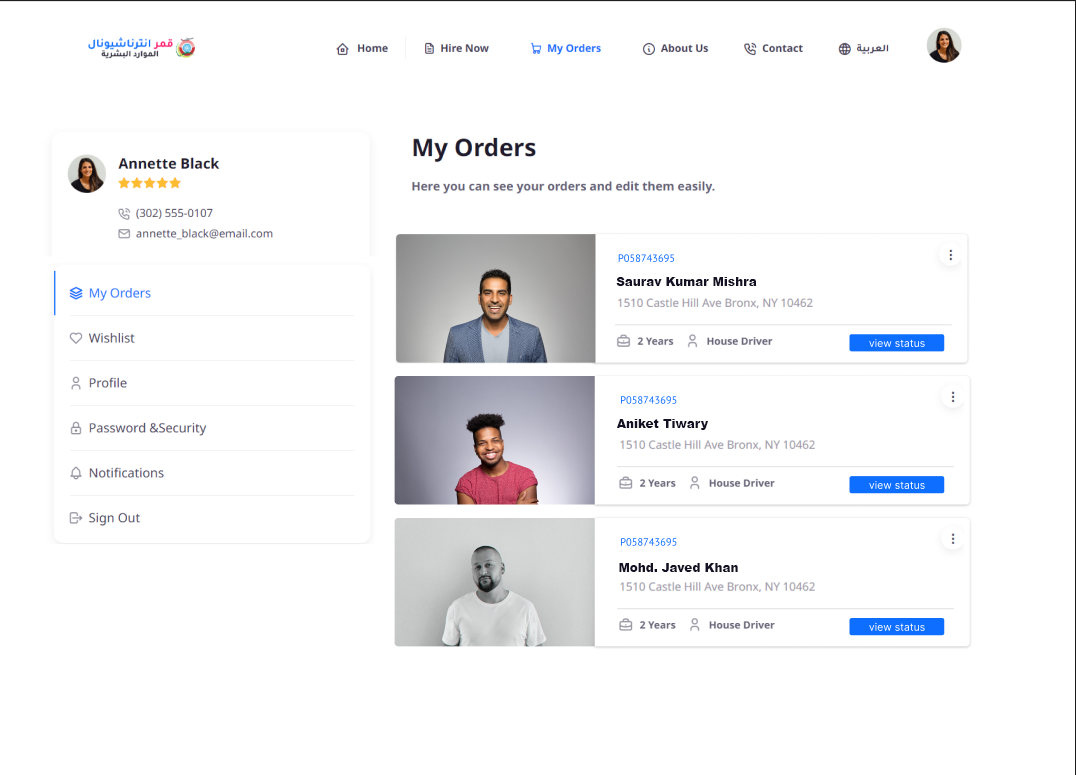 قمر انترناشيونال
الموارد البشرية
Home
Hire Now
My Orders
About Us
Contact
العربية
Annette Black
(302) 555-0107
annette_black@email.com
My Orders
Wishlist
Profile
Password &Security
Notifications
Sign Out
My Orders
Here you can see your orders and edit them easily.
P058743695
Saurav Kumar Mishra
1510 Castle Hill Ave Bronx, NY 10462
2 Years House Driver view status
P058743695
Aniket Tiwary
1510 Castle Hill Ave Bronx, NY 10462
2 Years House Driver view status
P058743695
Mohd. Javed Khan
1510 Castle Hill Ave Bronx, NY 10462
2 Years House Driver view status